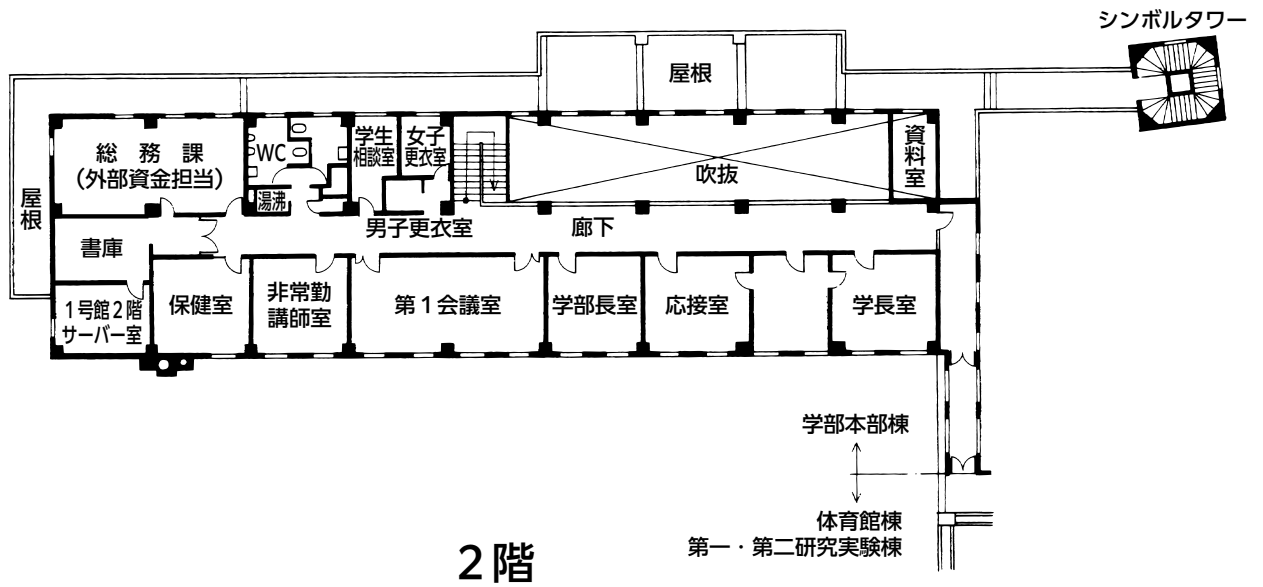 シンボルタワー
屋根
屋根
総　務　課
（外部資金担当）
WC
湯沸
学生
相談室
女子
更衣室
吹抜
資料室
男子更衣室
廊下
書庫
１号館２階
サーバー室
保健室
非常勤
講師室
第１会議室
学部長室
応接室
学長室
学部本部棟
体育館棟
第一・第二研究実験棟
２階